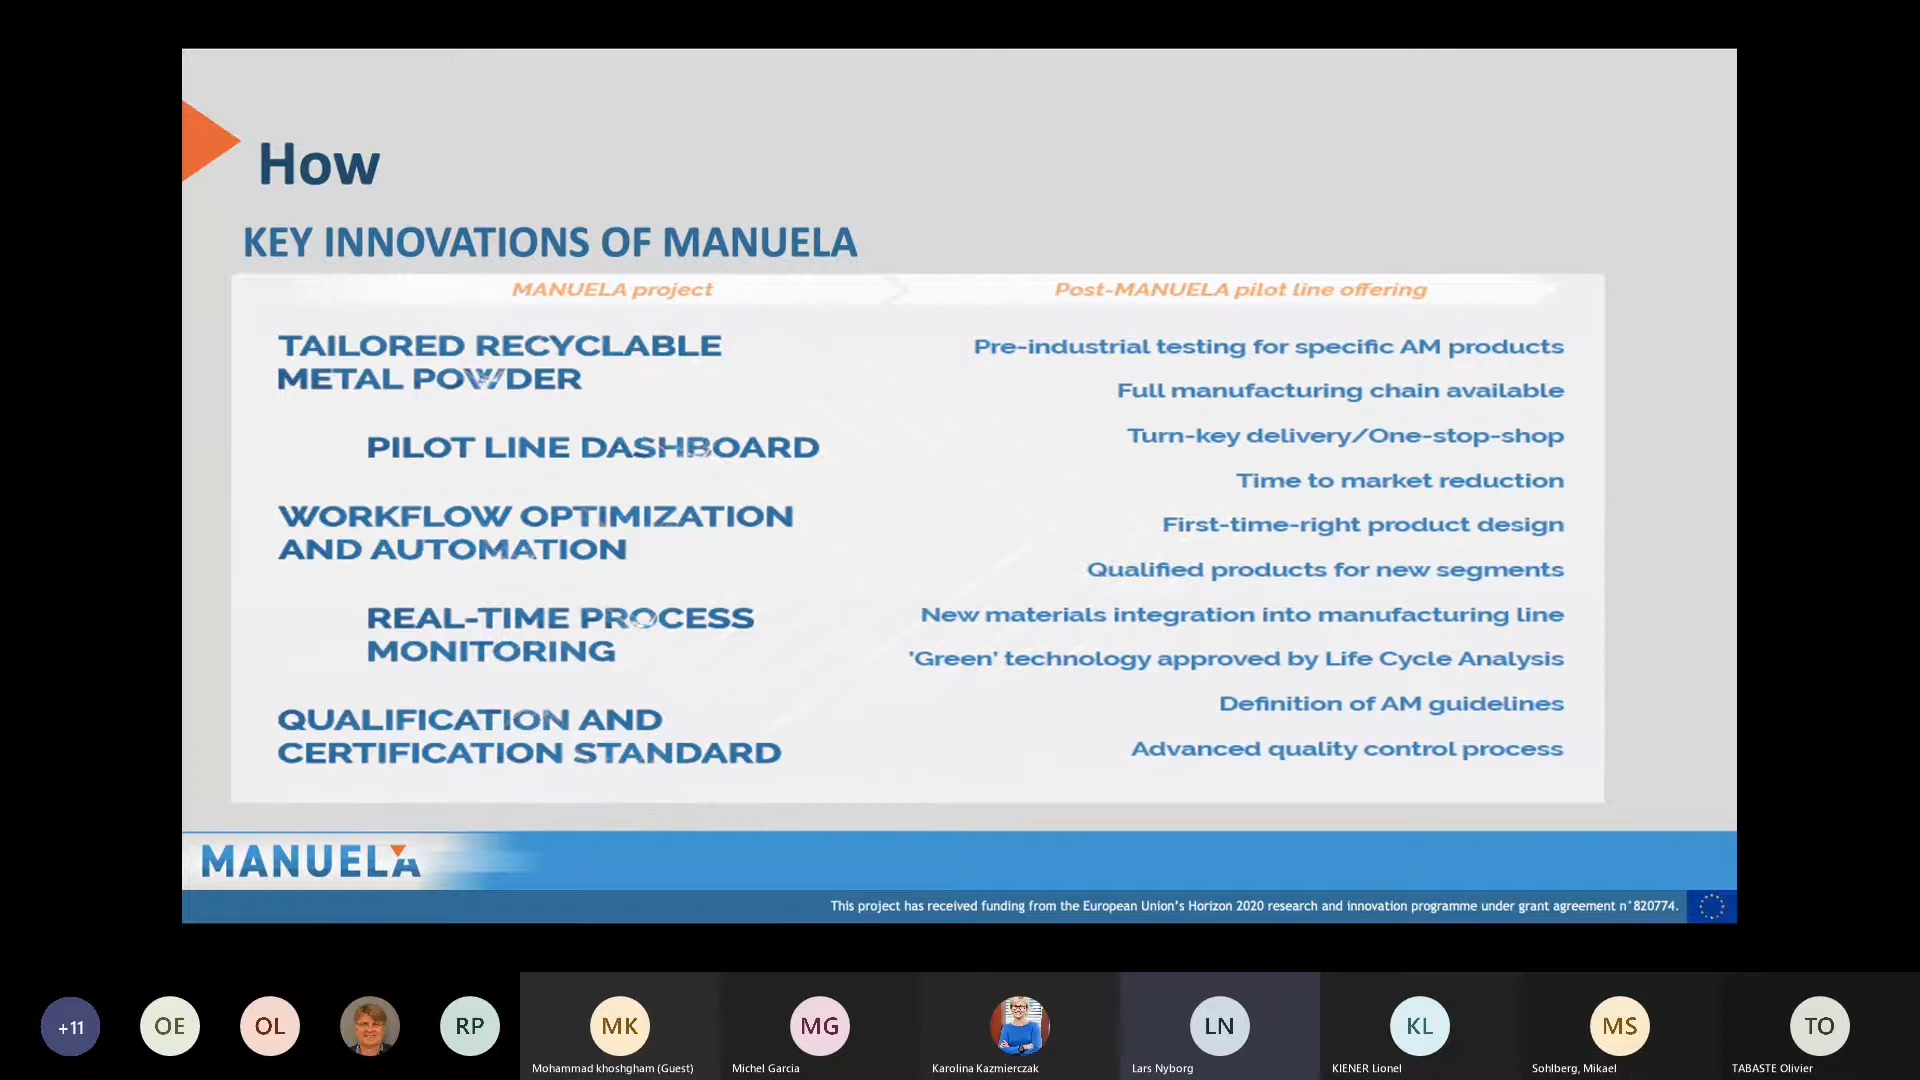 How
KEY INNOVATIONS OF MANUELA
MANUELA project
Post-MANUELA pilot line offering
TAILORED RECYCLABLE
METAL POWDER
PILOT LINE DASHBOARD
WORKFLOW OPTIMIZATION
AND AUTOMATION
REAL-TIME PROCESS
MONITORING
QUALIFICATION AND
CERTIFICATION STANDARD
Pre-industrial testing for specific AM products
Full manufacturing chain available
Turn-key delivery/One-stop-shop
Time to market reduction
First-time-right product design
Qualified products for new segments
New materials integration into manufacturing line
'Green' technology approved by Life Cycle Analysis
Definition of AM guidelines
Advanced quality control process
MANUELA
This project has received funding from the European Union's Horizon 2020 research and innovation programme under grant agreement n°820774.
+11
OE
OL
RP
MK
MG
LN
KL
MS
TO
Mohammad khoshgham (Guest)
Michel Garcia
Karolina Kazmierczak
Lars Nyborg
KIENER Lionel
Sohlberg, Mikael
TABASTE Olivier